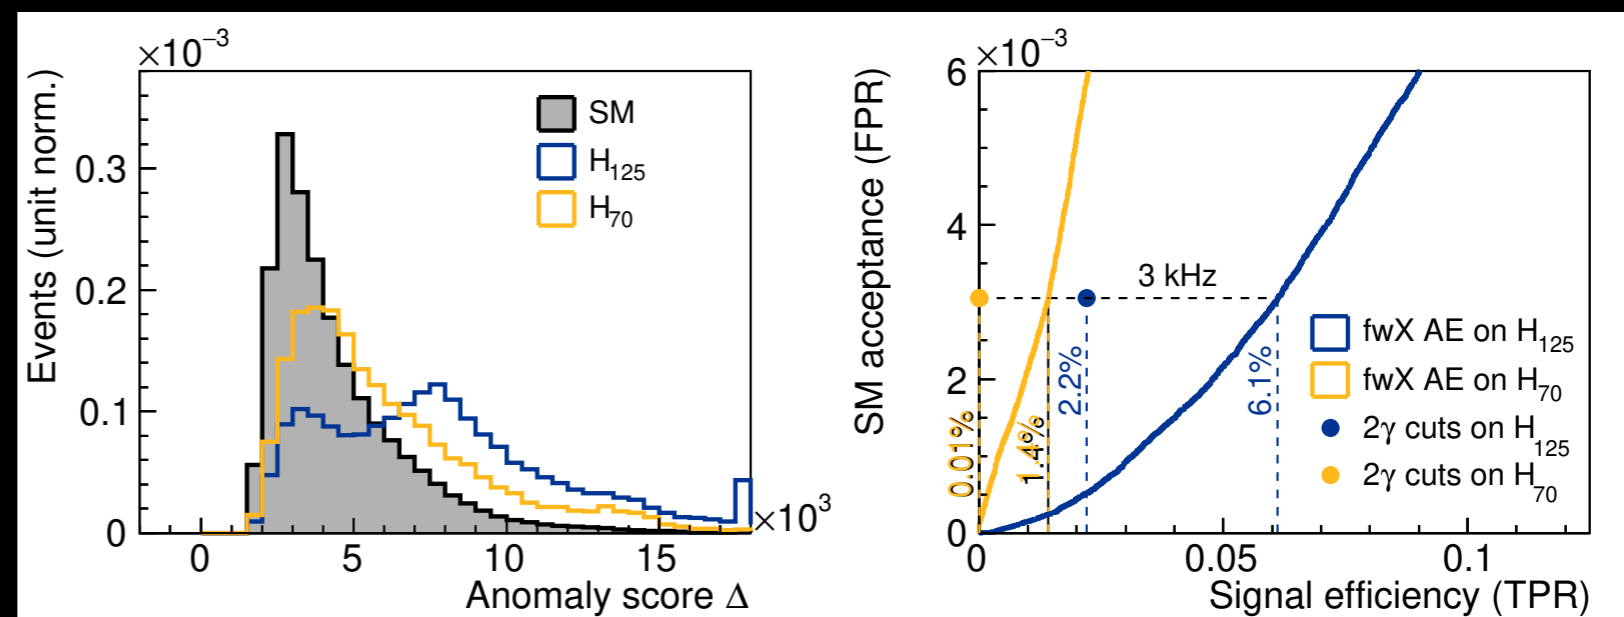 ×10⁻³
Events (unit norm.)
0.3
0.2
0.1
0
SM
H₁₂₅
H₇₀
0 5 10 15
×10³
Anomaly score Δ
×10⁻³
SM acceptance (FPR)
6
4
2
0
3 kHz
0.01%
1.4%
2.2%
6.1%
fwX AE on H₁₂₅
fwX AE on H₇₀
2γ cuts on H₁₂₅
2γ cuts on H₇₀
0 0.05 0.1
Signal efficiency (TPR)